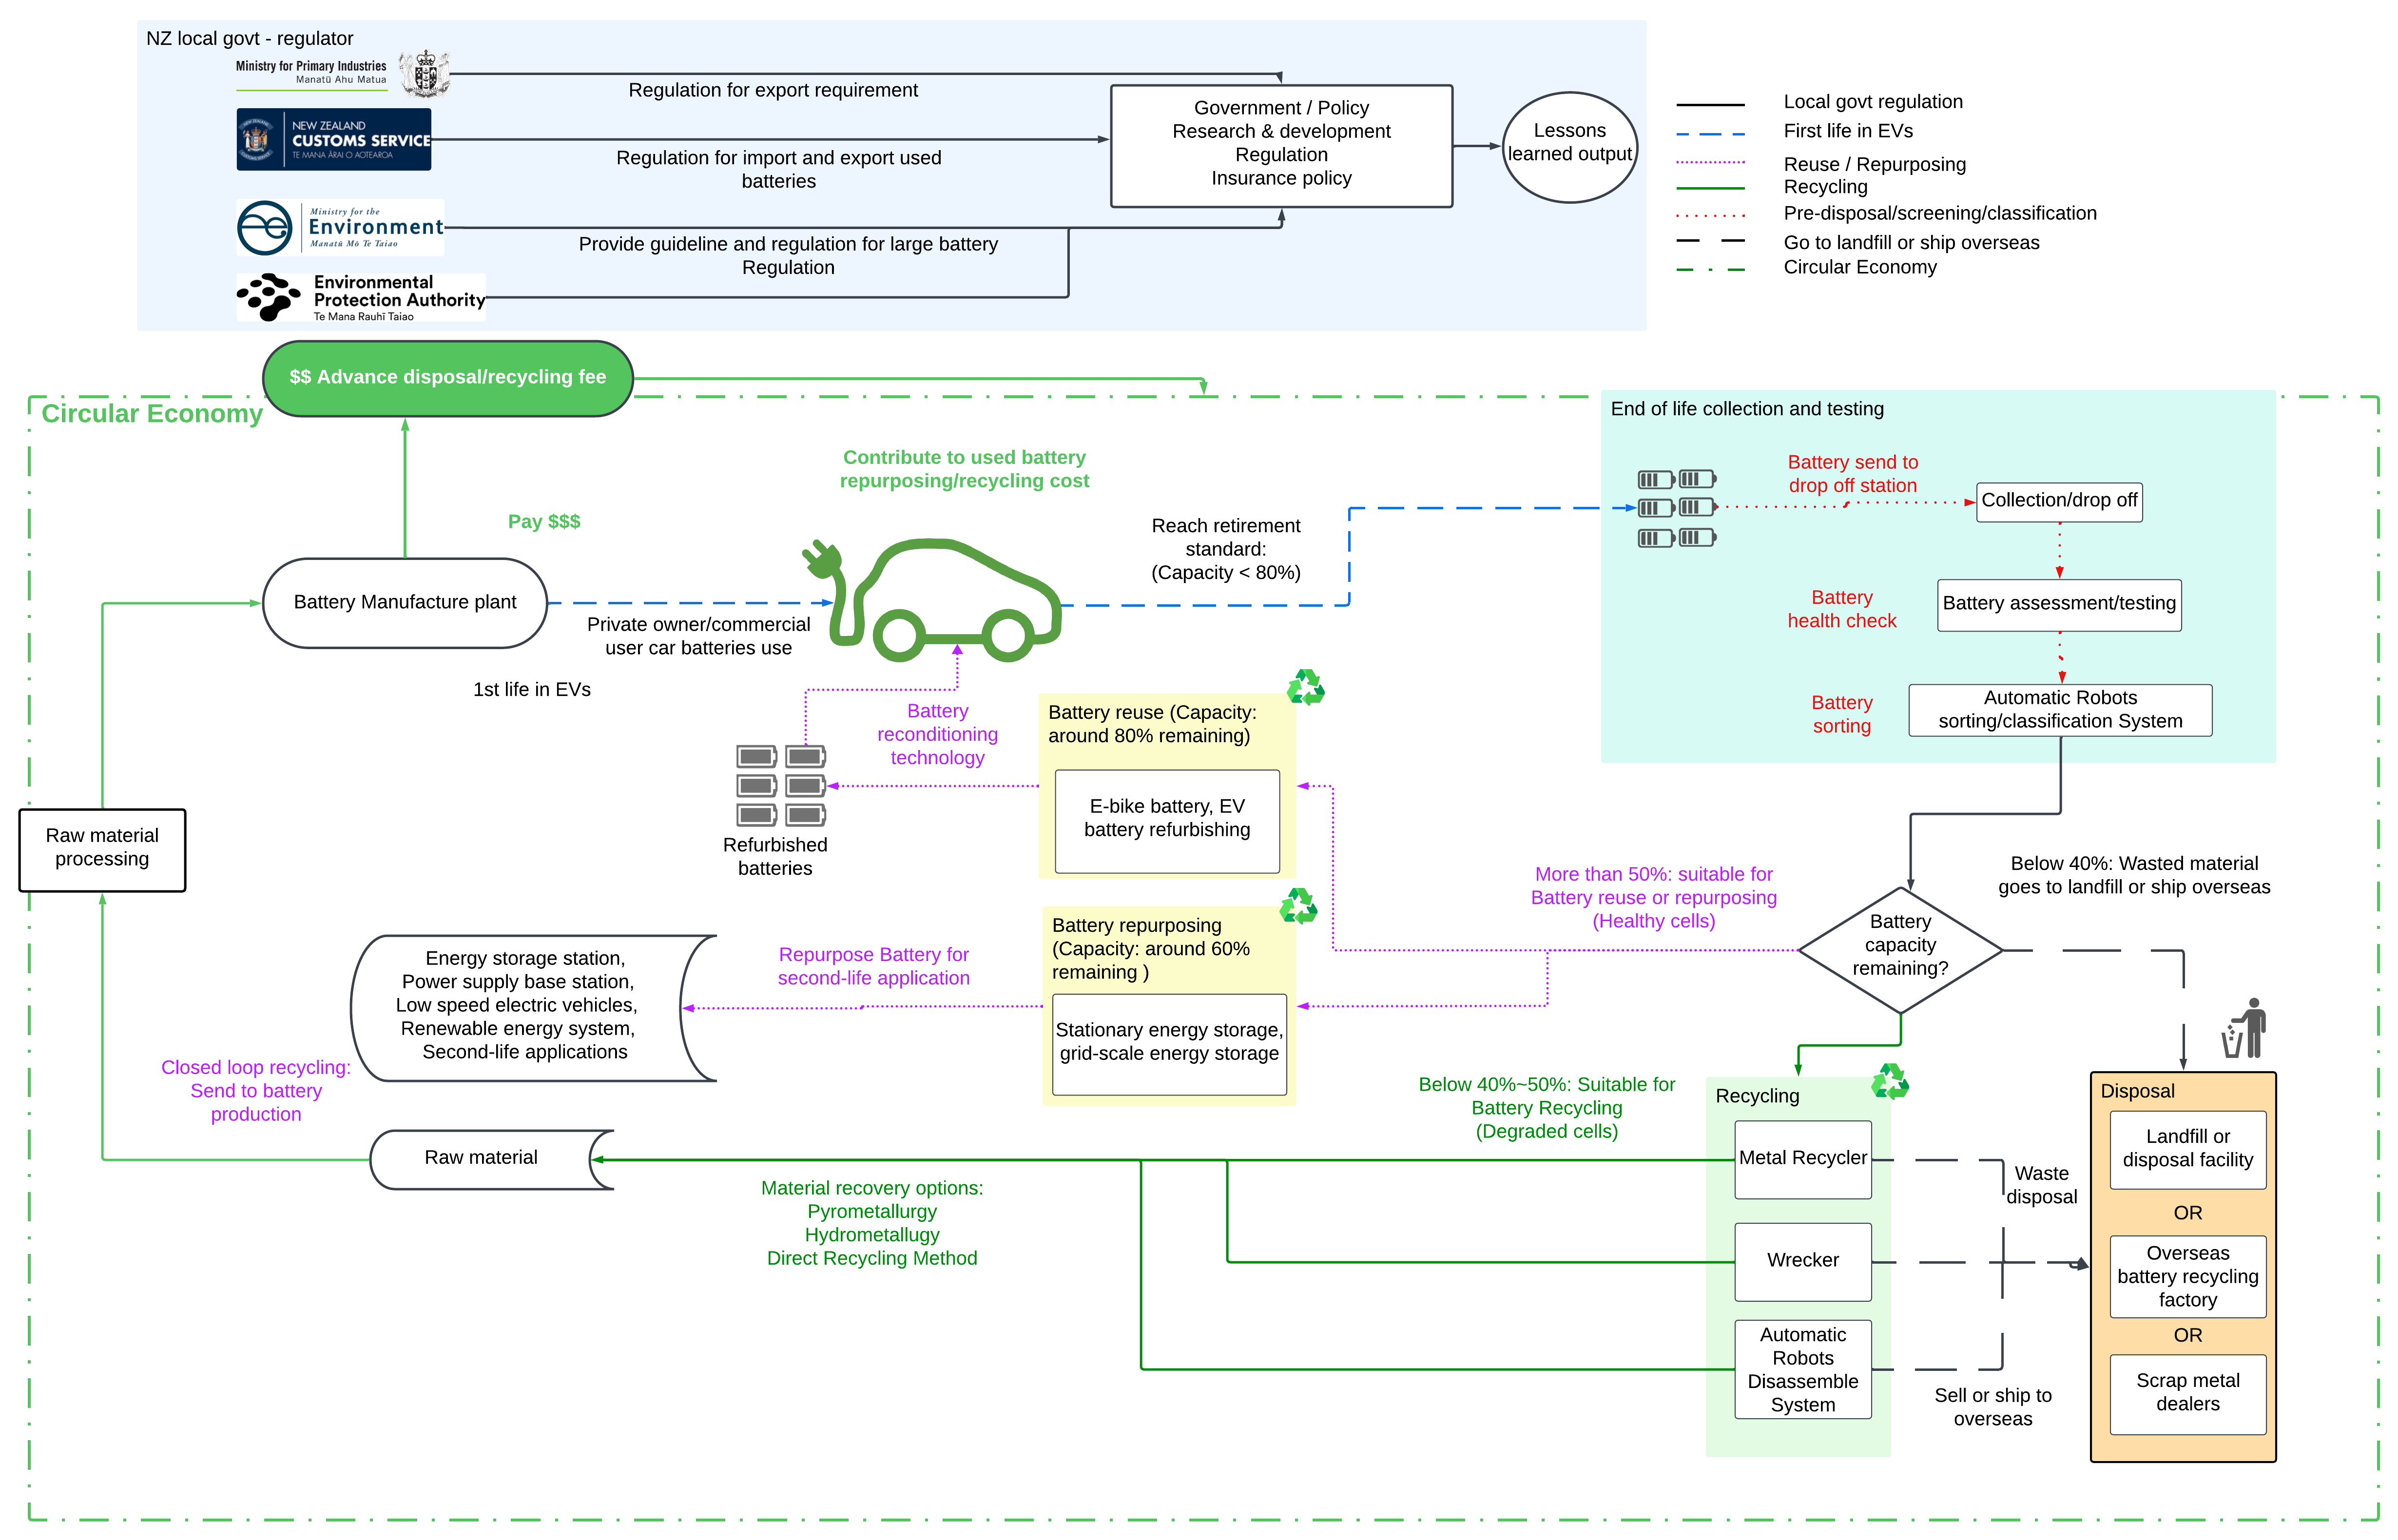 NZ local govt - regulator
Ministry for Primary Industries
Manatū Ahu Matua
Regulation for export requirement
NEW ZEALAND
CUSTOMS SERVICE
TE MANA ĀRAI O AOTEAROA
Regulation for import and export used
batteries
Ministry for the
Environment
Manatū Mō Te Taiao
Provide guideline and regulation for large battery
Regulation
Environmental
Protection Authority
Te Mana Rauhī Taiao
Government / Policy
Research & development
Regulation
Insurance policy
Lessons
learned output
Local govt regulation
First life in EVs
Reuse / Repurposing
Recycling
Pre-disposal/screening/classification
Go to landfill or ship overseas
Circular Economy
$$ Advance disposal/recycling fee
Circular Economy
Contribute to used battery
repurposing/recycling cost
Pay $$$
Battery Manufacture plant
Private owner/commercial
user car batteries use
1st life in EVs
Reach retirement
standard:
(Capacity < 80%)
End of life collection and testing
Battery send to
drop off station
Collection/drop off
Battery
health check
Battery assessment/testing
Battery
sorting
Automatic Robots
sorting/classification System
Battery
reconditioning
technology
Refurbished
batteries
Battery reuse (Capacity:
around 80% remaining)
E-bike battery, EV
battery refurbishing
Raw material
processing
More than 50%: suitable for
Battery reuse or repurposing
(Healthy cells)
Battery
capacity
remaining?
Below 40%: Wasted material
goes to landfill or ship overseas
Energy storage station,
Power supply base station,
Low speed electric vehicles,
Renewable energy system,
Second-life applications
Repurpose Battery for
second-life application
Battery repurposing
(Capacity: around 60%
remaining )
Stationary energy storage,
grid-scale energy storage
Closed loop recycling:
Send to battery
production
Raw material
Material recovery options:
Pyrometallurgy
Hydrometallugy
Direct Recycling Method
Below 40%~50%: Suitable for
Battery Recycling
(Degraded cells)
Recycling
Metal Recycler
Wrecker
Automatic
Robots
Disassemble
System
Waste
disposal
Sell or ship to
overseas
Disposal
Landfill or
disposal facility
OR
Overseas
battery recycling
factory
OR
Scrap metal
dealers